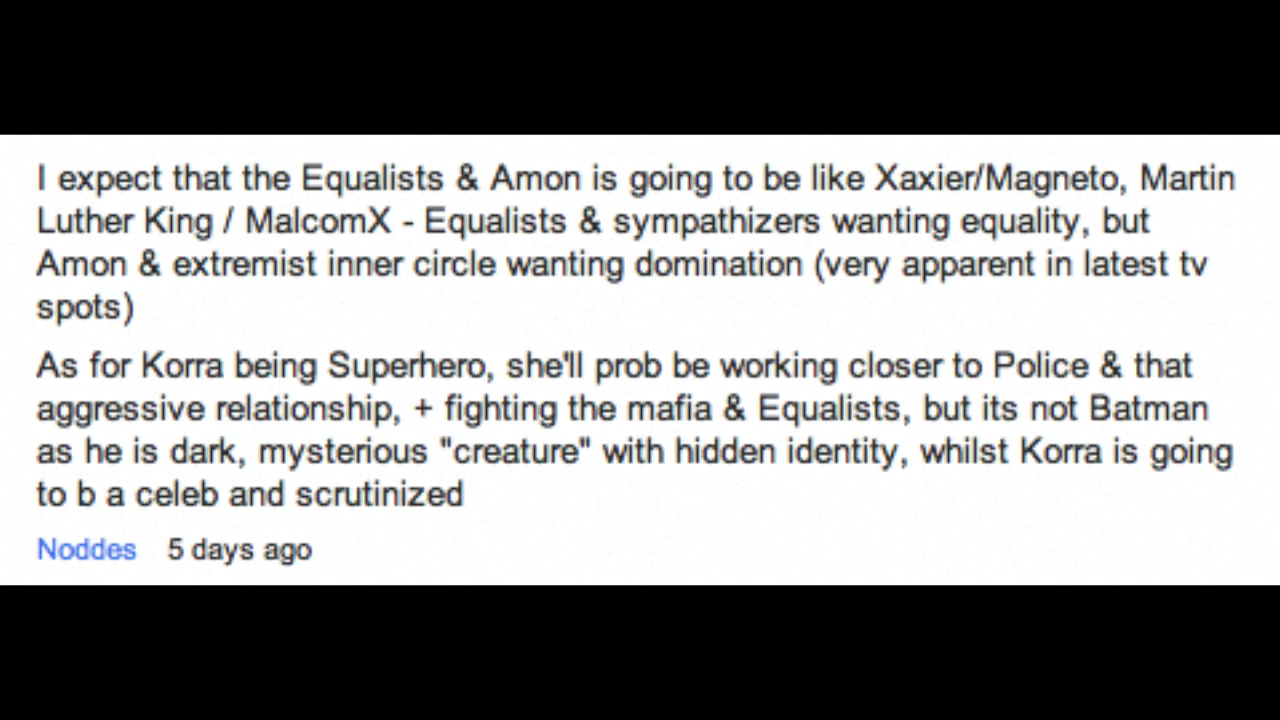 I expect that the Equalists & Amon is going to be like Xaxier/Magneto, Martin
Luther King / MalcomX - Equalists & sympathizers wanting equality, but
Amon & extremist inner circle wanting domination (very apparent in latest tv
spots)
As for Korra being Superhero, she'll prob be working closer to Police & that
aggressive relationship, + fighting the mafia & Equalists, but its not Batman
as he is dark, mysterious "creature" with hidden identity, whilst Korra is going
to b a celeb and scrutinized
Noddes 5 days ago